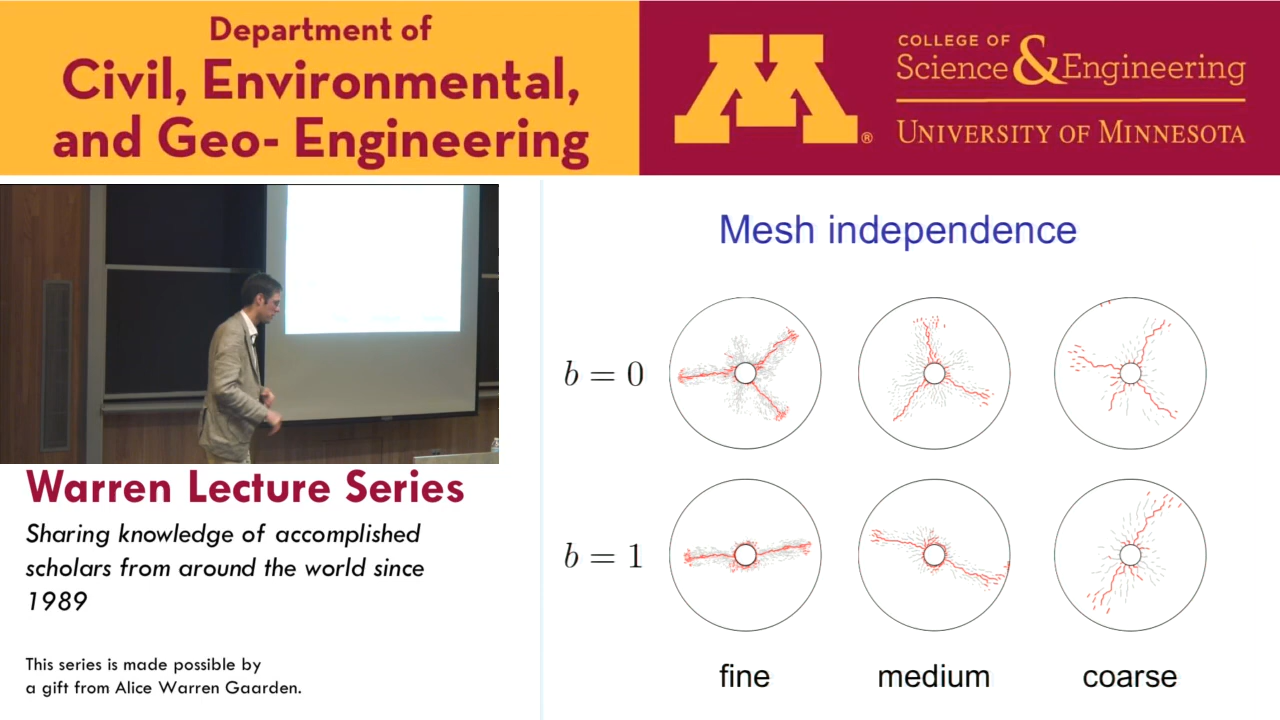 Department of
Civil, Environmental,
and Geo- Engineering
M®
COLLEGE OF
Science & Engineering
UNIVERSITY OF MINNESOTA
Warren Lecture Series
Sharing knowledge of accomplished
scholars from around the world since
1989
This series is made possible by
a gift from Alice Warren Gaarden.
Mesh independence
b = 0
b = 1
fine medium coarse